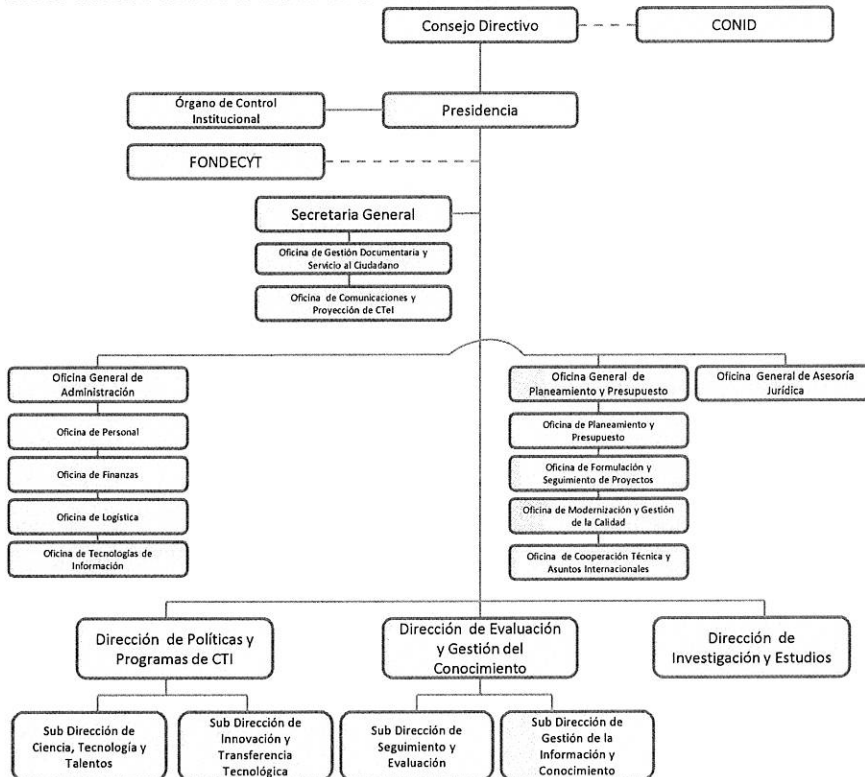 Consejo Directivo
CONID
Órgano de Control
Institucional
Presidencia
FONDECYT
Secretaria General
Oficina de Gestión Documentaria y
Servicio al Ciudadano
Oficina de Comunicaciones y
Proyección de CTeI
Oficina General de
Administración
Oficina General de
Planeamiento y Presupuesto
Oficina General de Asesoría
Jurídica
Oficina de Personal
Oficina de Planeamiento y
Presupuesto
Oficina de Finanzas
Oficina de Formulación y
Seguimiento de Proyectos
Oficina de Logística
Oficina de Modernización y Gestión
de la Calidad
Oficina de Tecnologías de
Información
Oficina de Cooperación Técnica y
Asuntos Internacionales
Dirección de Políticas y
Programas de CTI
Dirección de Evaluación
y Gestión del
Conocimiento
Dirección de
Investigación y Estudios
Sub Dirección de
Ciencia, Tecnología y
Talentos
Sub Dirección de
Innovación y
Transferencia
Tecnológica
Sub Dirección de
Seguimiento y
Evaluación
Sub Dirección de
Gestión de la
Información y
Conocimiento